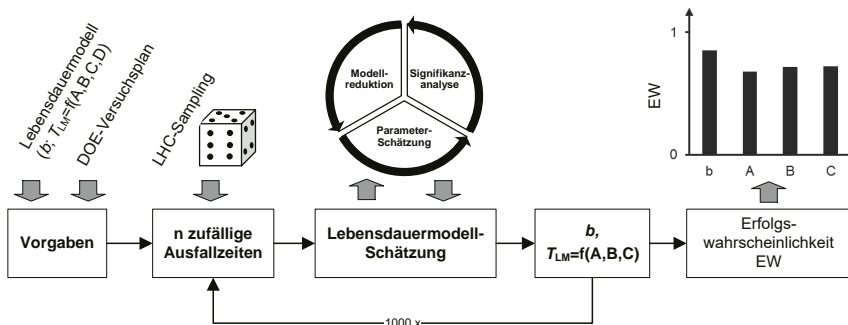 Lebensdauermodell
(b, TLM=f(A,B,C,D)
DOE-Versuchsplan
LHC-Sampling
Modell-
reduktion
Signifikanz-
analyse
Parameter-
Schätzung
1
EW
0
b A B C
Vorgaben
n zufällige
Ausfallzeiten
Lebensdauermodell-
Schätzung
b,
TLM=f(A,B,C)
Erfolgs-
wahrscheinlichkeit
EW
1000 x